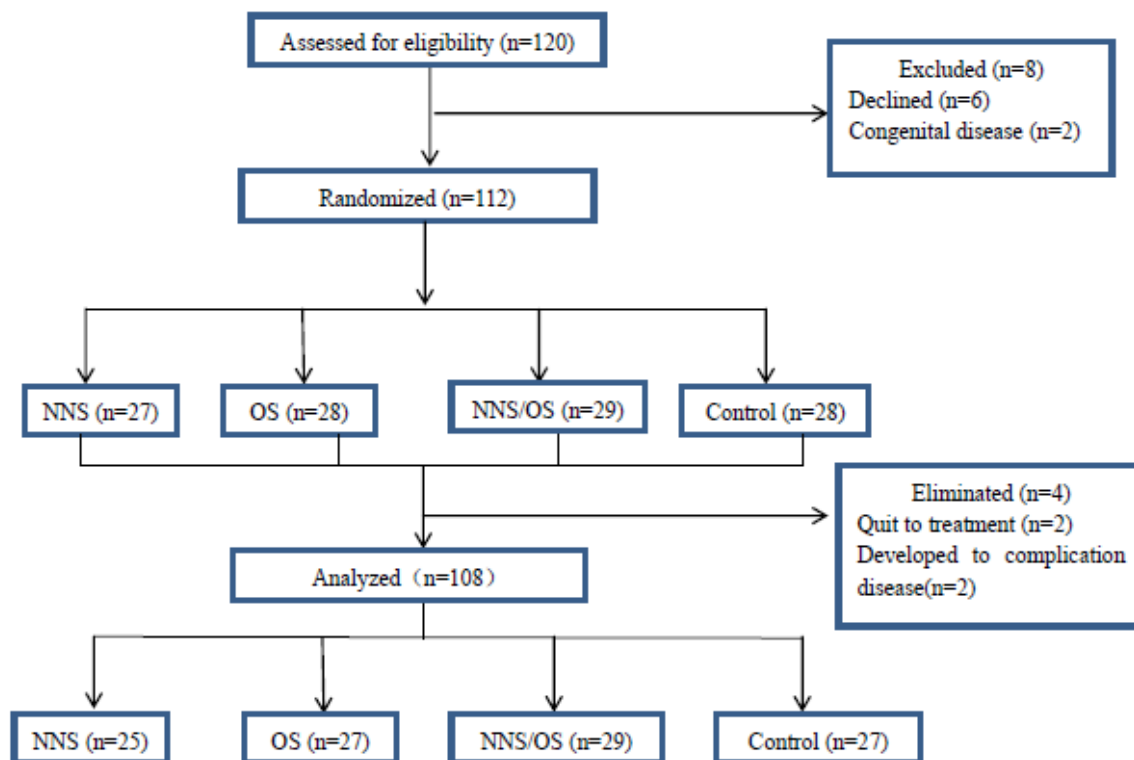 Assessed for eligibility (n=120)
Excluded (n=8)
Declined (n=6)
Congenital disease (n=2)
Randomized (n=112)
NNS (n=27)
OS (n=28)
NNS/OS (n=29)
Control (n=28)
Eliminated (n=4)
Quit to treatment (n=2)
Developed to complication
disease(n=2)
Analyzed（n=108）
NNS (n=25)
OS (n=27)
NNS/OS (n=29)
Control (n=27)